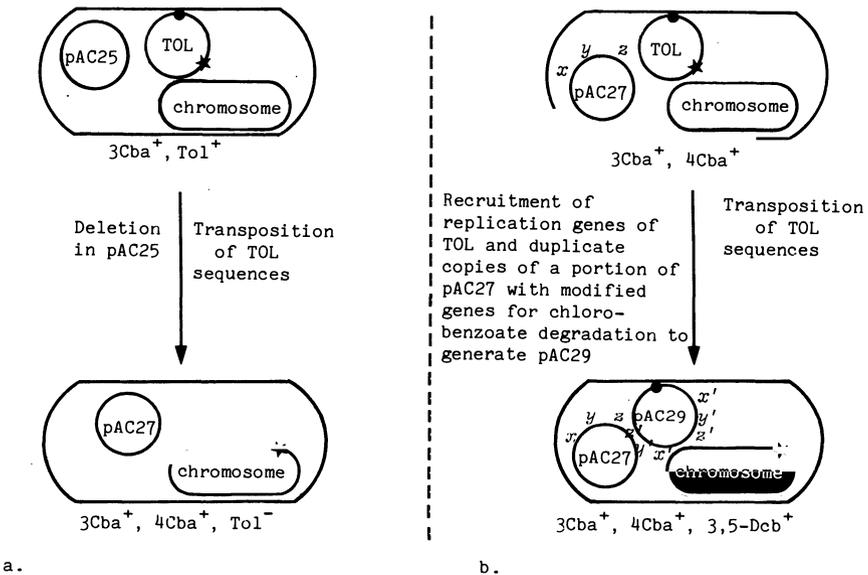 pAC25
TOL
chromosome
3Cba+, Tol+
Deletion
in pAC25
Transposition
of TOL
sequences
pAC27
chromosome
3Cba+, 4Cba+, Tol-
a.
x y z
TOL
pAC27
chromosome
3Cba+, 4Cba+
Recruitment of
replication genes of
TOL and duplicate
copies of a portion of
pAC27 with modified
genes for chloro-
benzoate degradation to
generate pAC29
Transposition
of TOL
sequences
x y z
pAC29
x'
y'
z'
z'
y' x'
pAC27
chromosome
3Cba+, 4Cba+, 3,5-Dcb+
b.